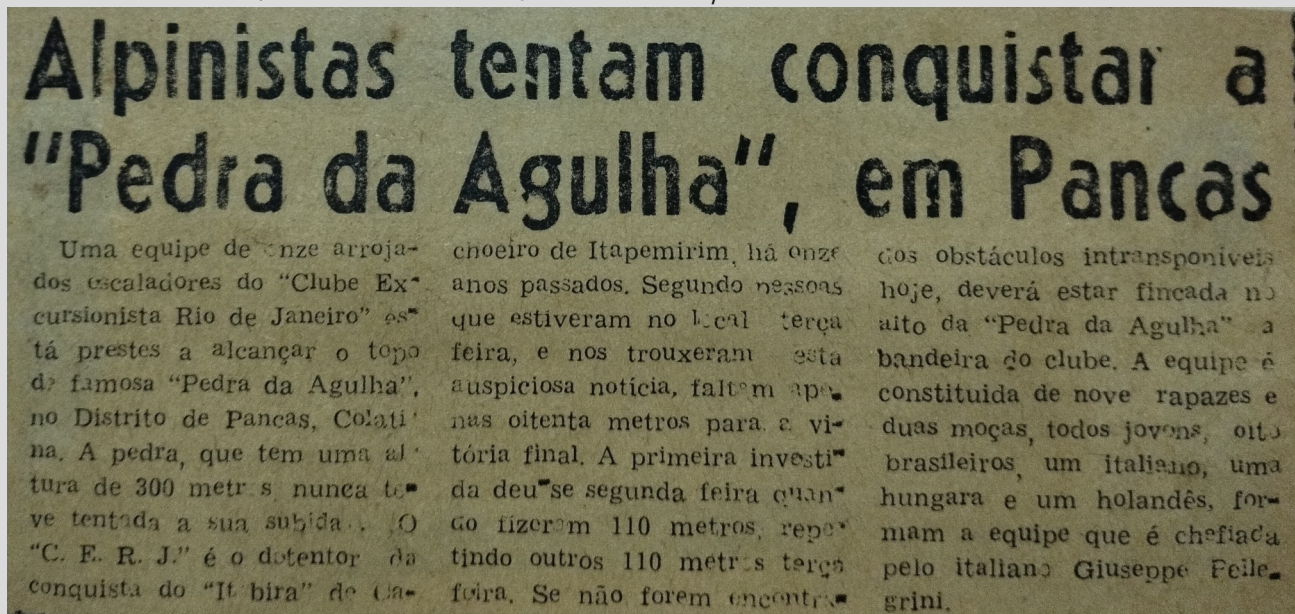 Alpinistas tentam conquistar a
"Pedra da Agulha", em Pancas
Uma equipe de onze arroja-
dos escaladores do "Clube Ex-
cursionista Rio de Janeiro" es-
tá prestes a alcançar o topo
da famosa "Pedra da Agulha",
no Distrito de Pancas, Colati-
na. A pedra, que tem uma al-
tura de 300 metros nunca te-
ve tentada a sua subida. O
"C. E. R. J." é o detentor da
conquista do "Itabira" de Ca-
choeiro de Itapemirim, há onze
anos passados. Segundo pessoas
que estiveram no local terça
feira, e nos trouxeram esta
auspiciosa notícia, faltam ape-
nas oitenta metros para a vi-
tória final. A primeira investi-
da deu-se segunda feira quan-
do fizeram 110 metros, repe-
tindo outros 110 metros terça
feira. Se não forem encontra-
dos obstáculos intransponiveis
hoje, deverá estar fincada no
alto da "Pedra da Agulha" a
bandeira do clube. A equipe é
constituida de nove rapazes e
duas moças, todos jovens, oito
brasileiros, um italiano, uma
hungara e um holandês, for-
mam a equipe que é chefiada
pelo italiano Giuseppe Pelle-
grini.